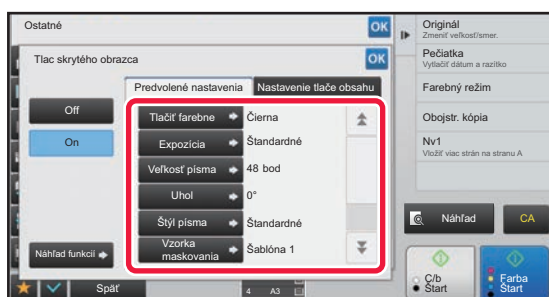 Ostatné
OK
Tlac skrytého obrazca
OK
Predvolené nastavenia
Nastavenie tlače obsahu
Off
On
Tlačiť farebne
Čierna
Expozícia
Štandardné
Veľkosť písma
48 bod
Uhol
0°
Štýl písma
Štandardné
Vzorka
maskovania
Šablóna 1
Náhľad funkcií
Späť
4 A3
Originál
Zmeniť veľkosť/smer.
Pečiatka
Vytlačiť dátum a razítko
Farebný režim
Obojstr. kópia
Nv1
Vložiť viac strán na stranu A
Náhľad
CA
Č/b
Štart
Farba
Štart